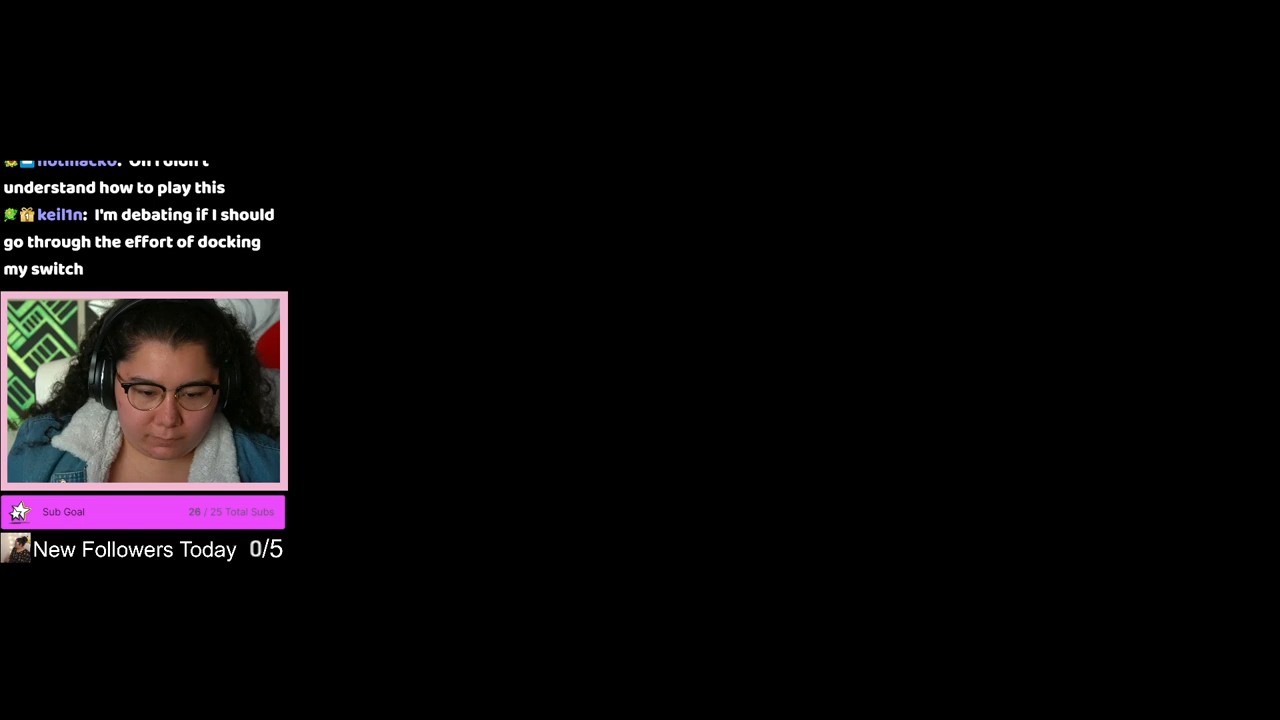 understand how to play this
keil1n: I'm debating if I should
go through the effort of docking
my switch
Sub Goal 26 / 25 Total Subs
New Followers Today 0/5